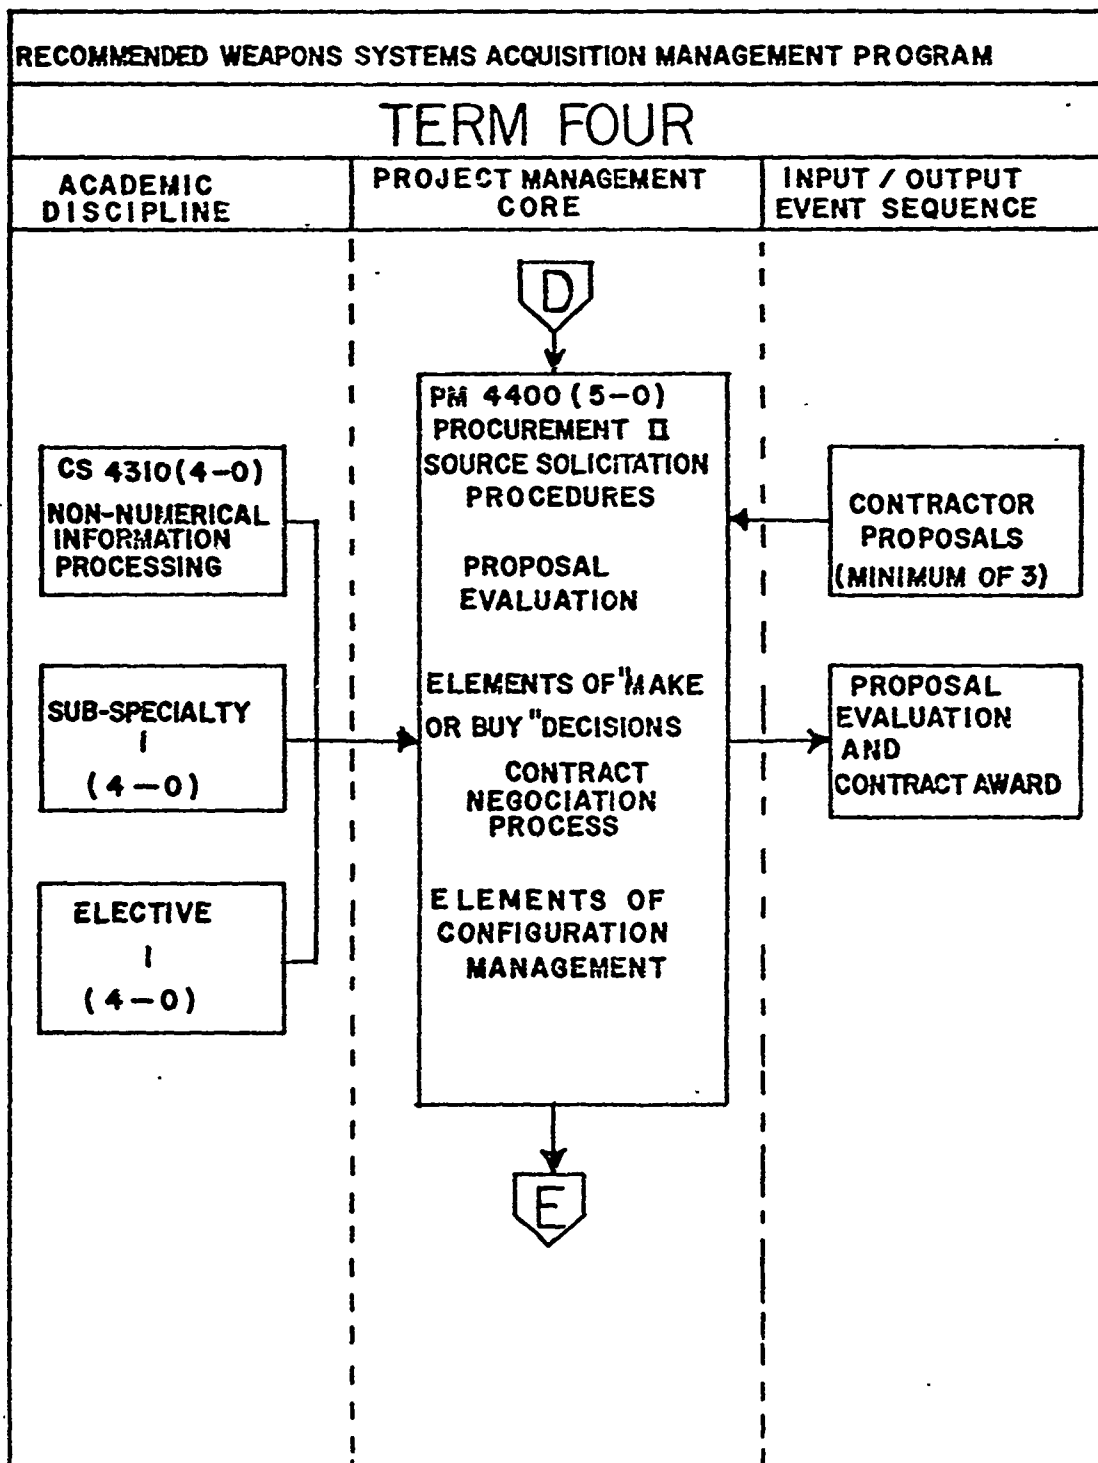 RECOMMENDED WEAPONS SYSTEMS ACQUISITION MANAGEMENT PROGRAM
TERM FOUR
ACADEMIC
DISCIPLINE
PROJECT MANAGEMENT
CORE
INPUT / OUTPUT
EVENT SEQUENCE
D
CS 4310 (4-0)
NON-NUMERICAL
INFORMATION
PROCESSING
SUB-SPECIALTY
I
(4-0)
ELECTIVE
I
(4-0)
PM 4400 (5-0)
PROCUREMENT II
SOURCE SOLICITATION
PROCEDURES
PROPOSAL
EVALUATION
ELEMENTS OF "MAKE
OR BUY" DECISIONS
CONTRACT
NEGOCIATION
PROCESS
ELEMENTS OF
CONFIGURATION
MANAGEMENT
CONTRACTOR
PROPOSALS
(MINIMUM OF 3)
PROPOSAL
EVALUATION
AND
CONTRACT AWARD
E